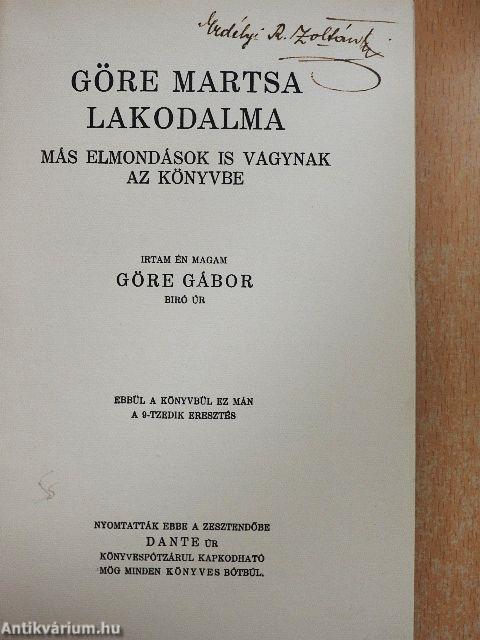 Erdélyi R. Zoltánné
GÖRE MARTSA
LAKODALMA
MÁS ELMONDÁSOK IS VAGYNAK
AZ KÖNYVBE
IRTAM ÉN MAGAM
GÖRE GÁBOR
BIRÓ ÚR
EBBÜL A KÖNYVBÜL EZ MÁN
A 9-TZEDIK ERESZTÉS
NYOMTATTÁK EBBE A ZESZTENDŐBE
DANTE ÚR
KÖNYVESPÓTZÁRUL KAPKODHATÓ
MÖG MINDEN KÖNYVES BÓTBÚL.
Antikvárium.hu